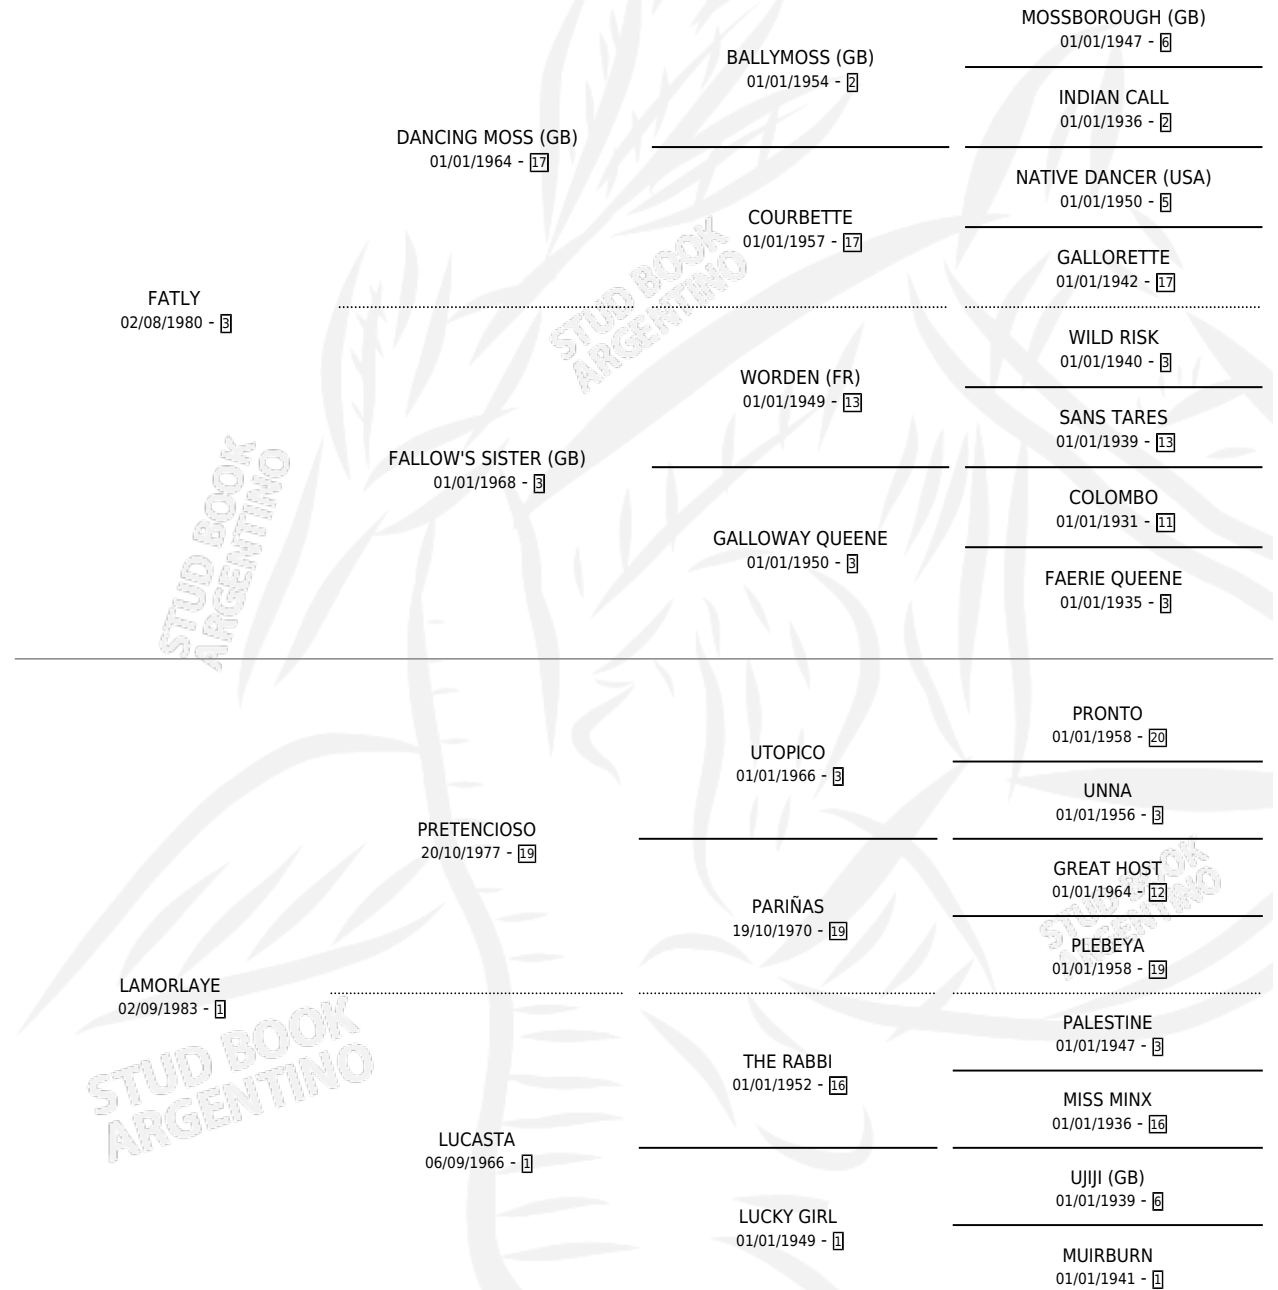 MOSSBOROUGH (GB)
01/01/1947 - 6
BALLYMOSS (GB)
01/01/1954 - 2
INDIAN CALL
01/01/1936 - 2
DANCING MOSS (GB)
01/01/1964 - 17
NATIVE DANCER (USA)
01/01/1950 - 5
COURBETTE
01/01/1957 - 17
GALLORETTE
01/01/1942 - 17
FATLY
02/08/1980 - 3
WILD RISK
01/01/1940 - 3
WORDEN (FR)
01/01/1949 - 13
SANS TARES
01/01/1939 - 13
FALLOW'S SISTER (GB)
01/01/1968 - 3
COLOMBO
01/01/1931 - 11
GALLOWAY QUEENE
01/01/1950 - 3
FAERIE QUEENE
01/01/1935 - 3
PRONTO
01/01/1958 - 20
UTOPICO
01/01/1966 - 3
UNNA
01/01/1956 - 3
PRETENCIOSO
20/10/1977 - 19
GREAT HOST
01/01/1964 - 12
PARIÑAS
19/10/1970 - 19
PLEBEYA
01/01/1958 - 19
LAMORLAYE
02/09/1983 - 1
PALESTINE
01/01/1947 - 3
THE RABBI
01/01/1952 - 16
MISS MINX
01/01/1936 - 16
LUCASTA
06/09/1966 - 1
UJIJI (GB)
01/01/1939 - 6
LUCKY GIRL
01/01/1949 - 1
MUIRBURN
01/01/1941 - 1
STUD BOOK
ARGENTINO
STUD BOOK
ARGENTINO
STUD BOOK
ARGENTINO
STUD BOOK
ARGENTINO